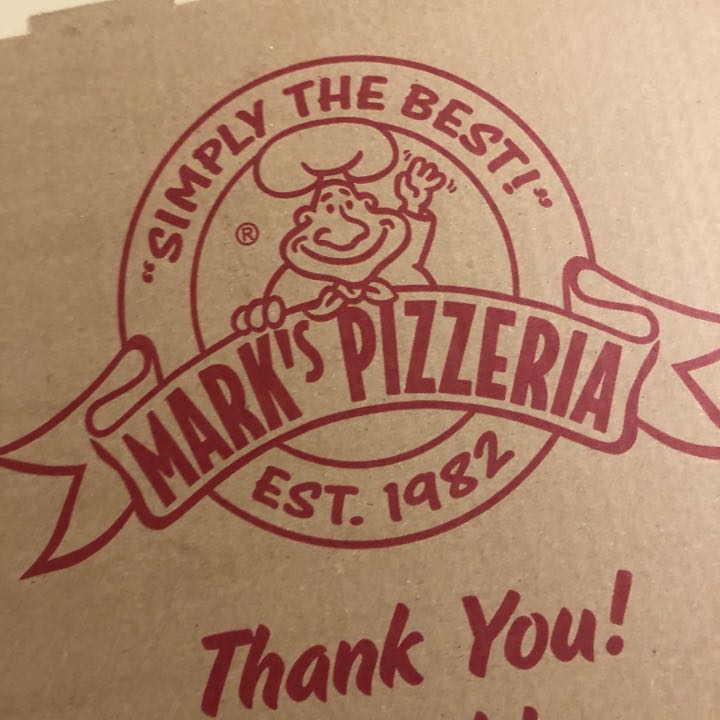 "SIMPLY THE BEST!"
®
MARK'S PIZZERIA
EST. 1982
Thank You!